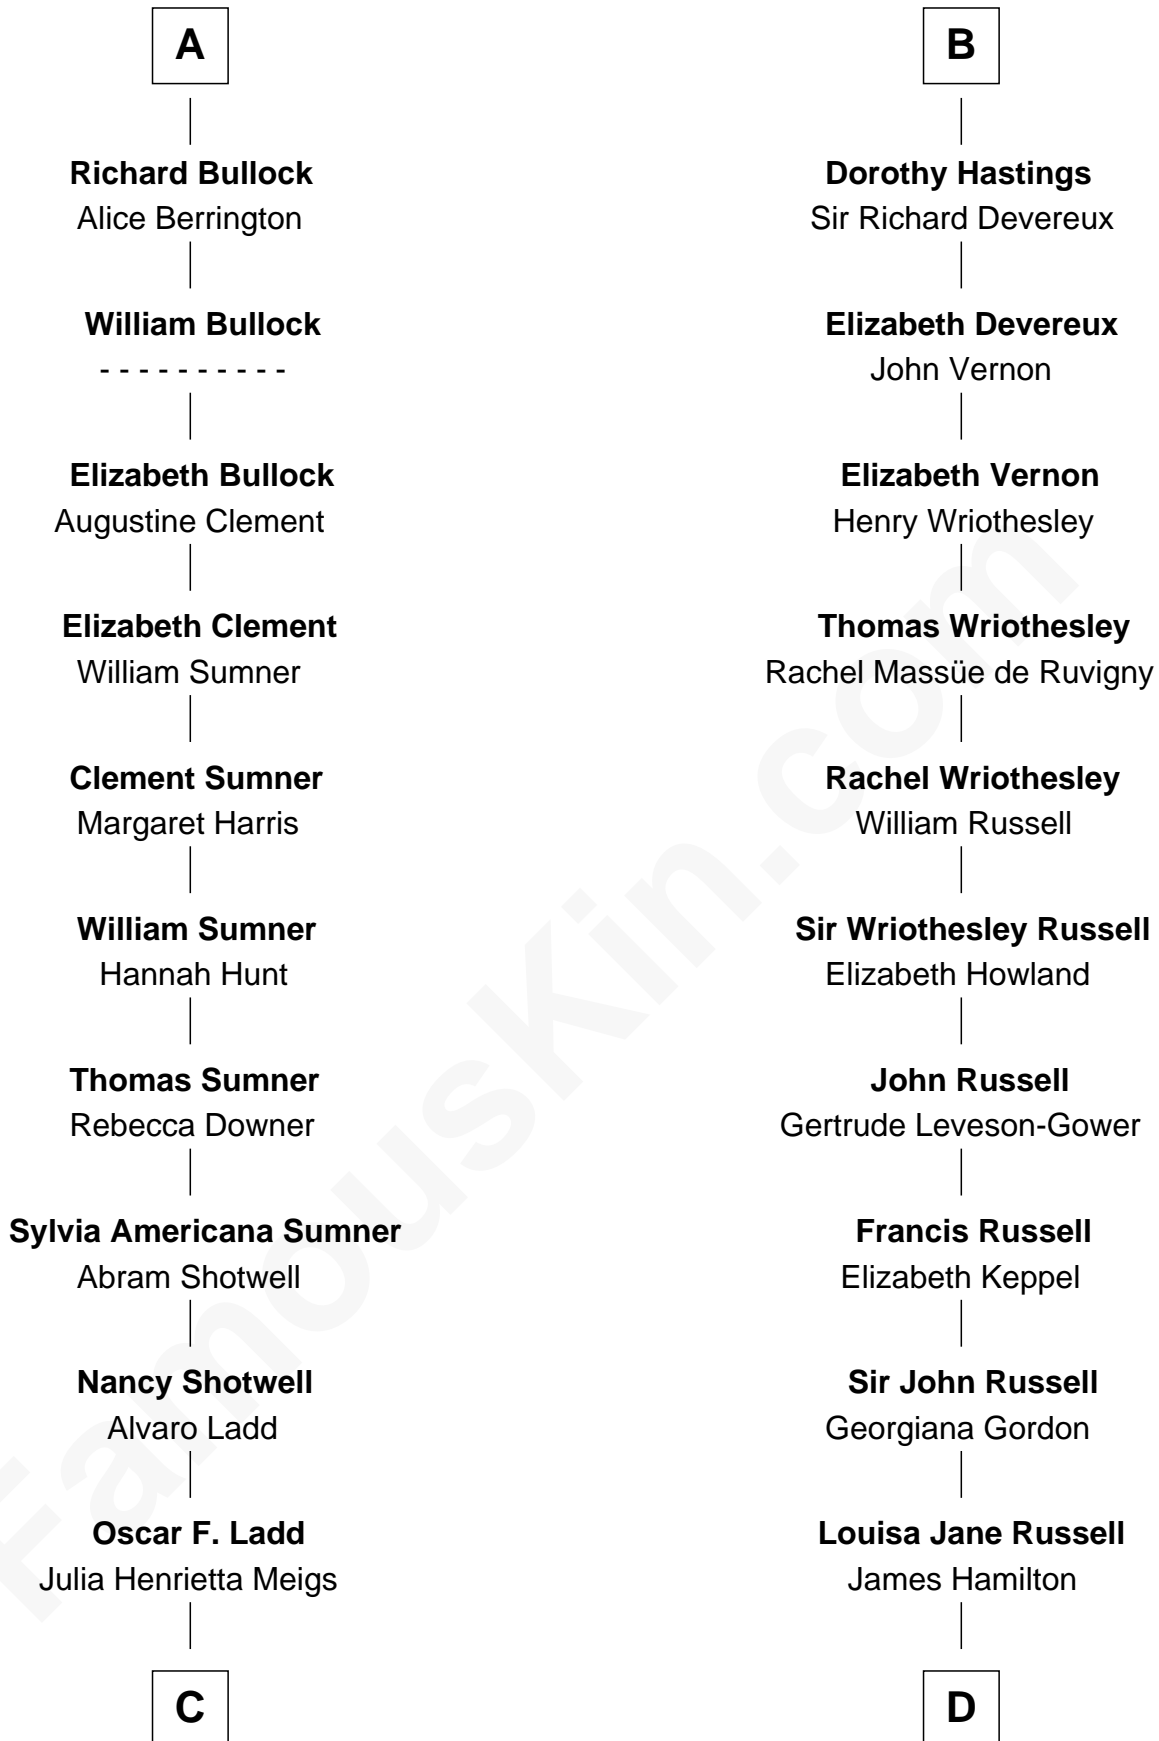 A
Richard Bullock
Alice Berrington
William Bullock
- - - - - - - - - -
Elizabeth Bullock
Augustine Clement
Elizabeth Clement
William Sumner
Clement Sumner
Margaret Harris
William Sumner
Hannah Hunt
Thomas Sumner
Rebecca Downer
Sylvia Americana Sumner
Abram Shotwell
Nancy Shotwell
Alvaro Ladd
Oscar F. Ladd
Julia Henrietta Meigs
C
B
Dorothy Hastings
Sir Richard Devereux
Elizabeth Devereux
John Vernon
Elizabeth Vernon
Henry Wriothesley
Thomas Wriothesley
Rachel Massüe de Ruvigny
Rachel Wriothesley
William Russell
Sir Wriothesley Russell
Elizabeth Howland
John Russell
Gertrude Leveson-Gower
Francis Russell
Elizabeth Keppel
Sir John Russell
Georgiana Gordon
Louisa Jane Russell
James Hamilton
D
FamousKin.com